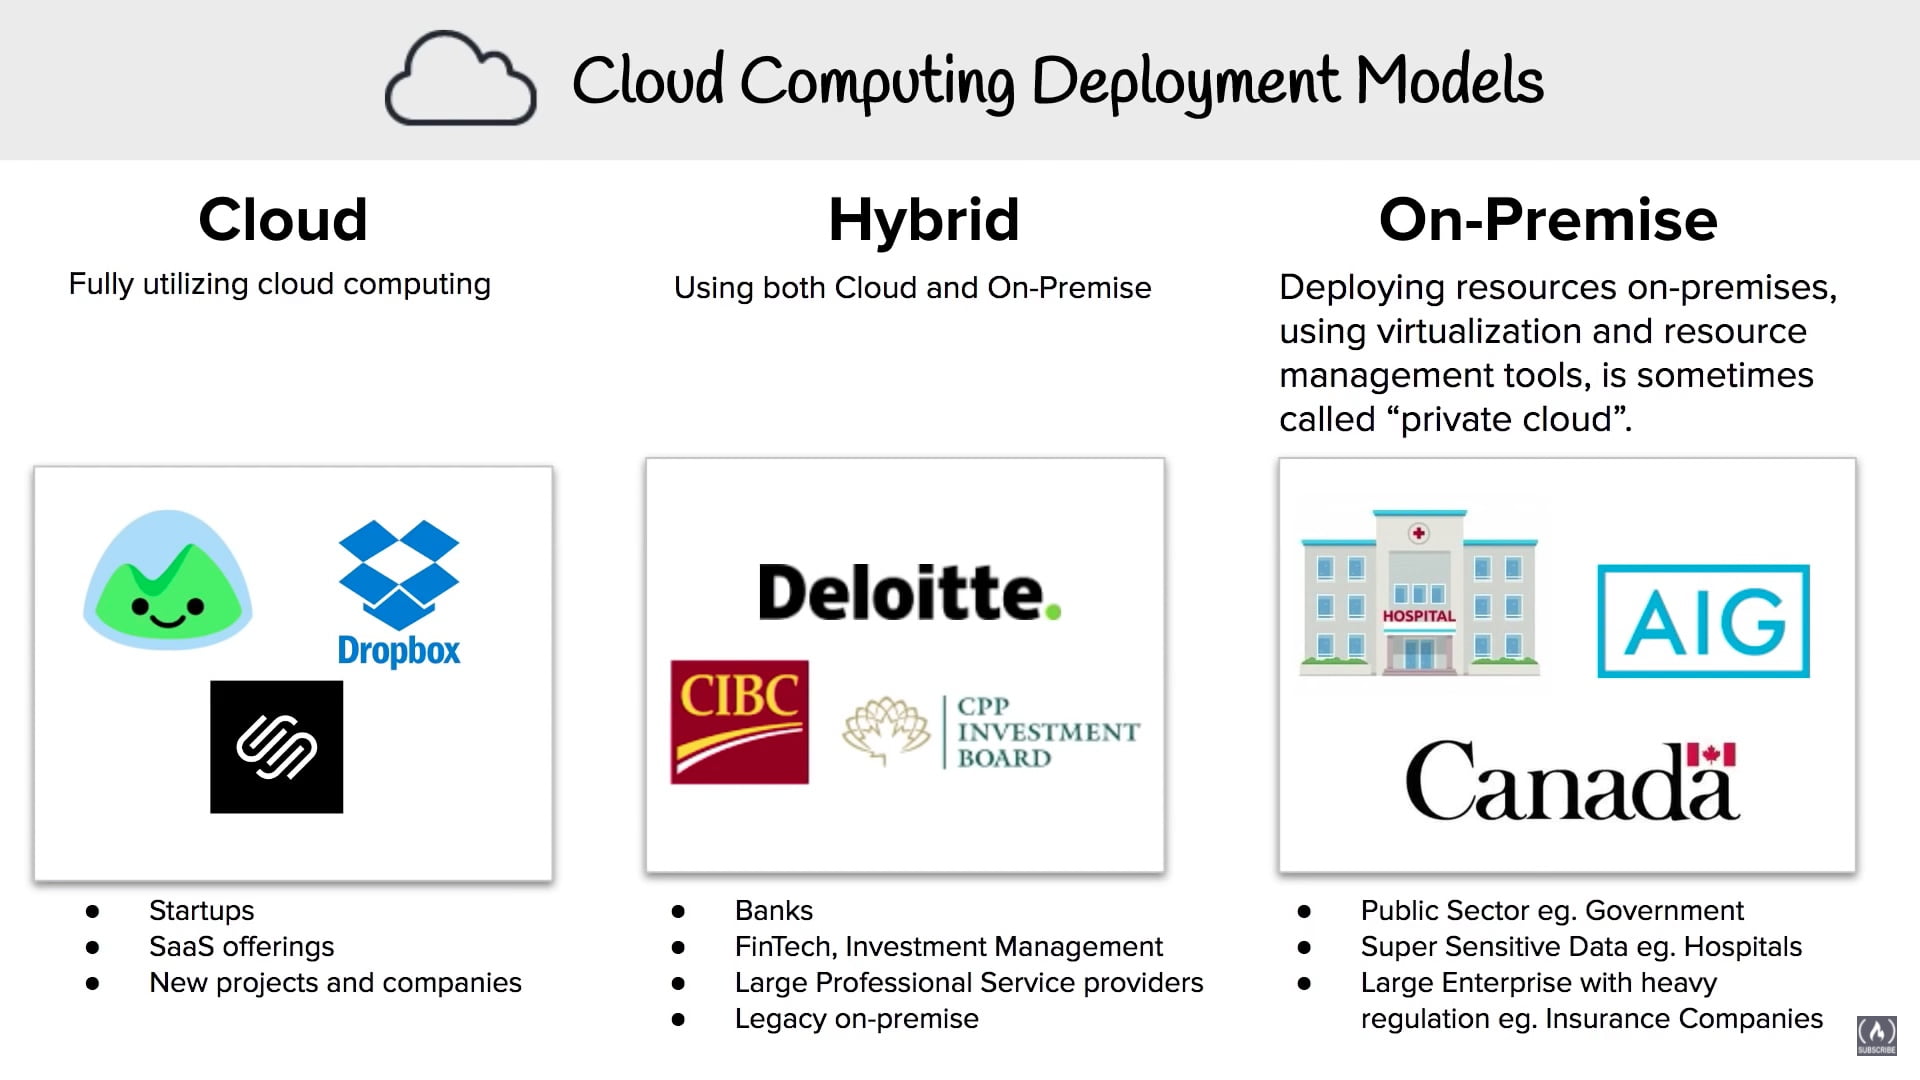 Cloud Computing Deployment Models
Cloud
Fully utilizing cloud computing
Dropbox
Startups
SaaS offerings
New projects and companies
Hybrid
Using both Cloud and On-Premise
Deloitte.
CIBC
CPP
INVESTMENT
BOARD
Banks
FinTech, Investment Management
Large Professional Service providers
Legacy on-premise
On-Premise
Deploying resources on-premises,
using virtualization and resource
management tools, is sometimes
called “private cloud”.
HOSPITAL
AIG
Canada
Public Sector eg. Government
Super Sensitive Data eg. Hospitals
Large Enterprise with heavy
regulation eg. Insurance Companies
SUBSCRIBE